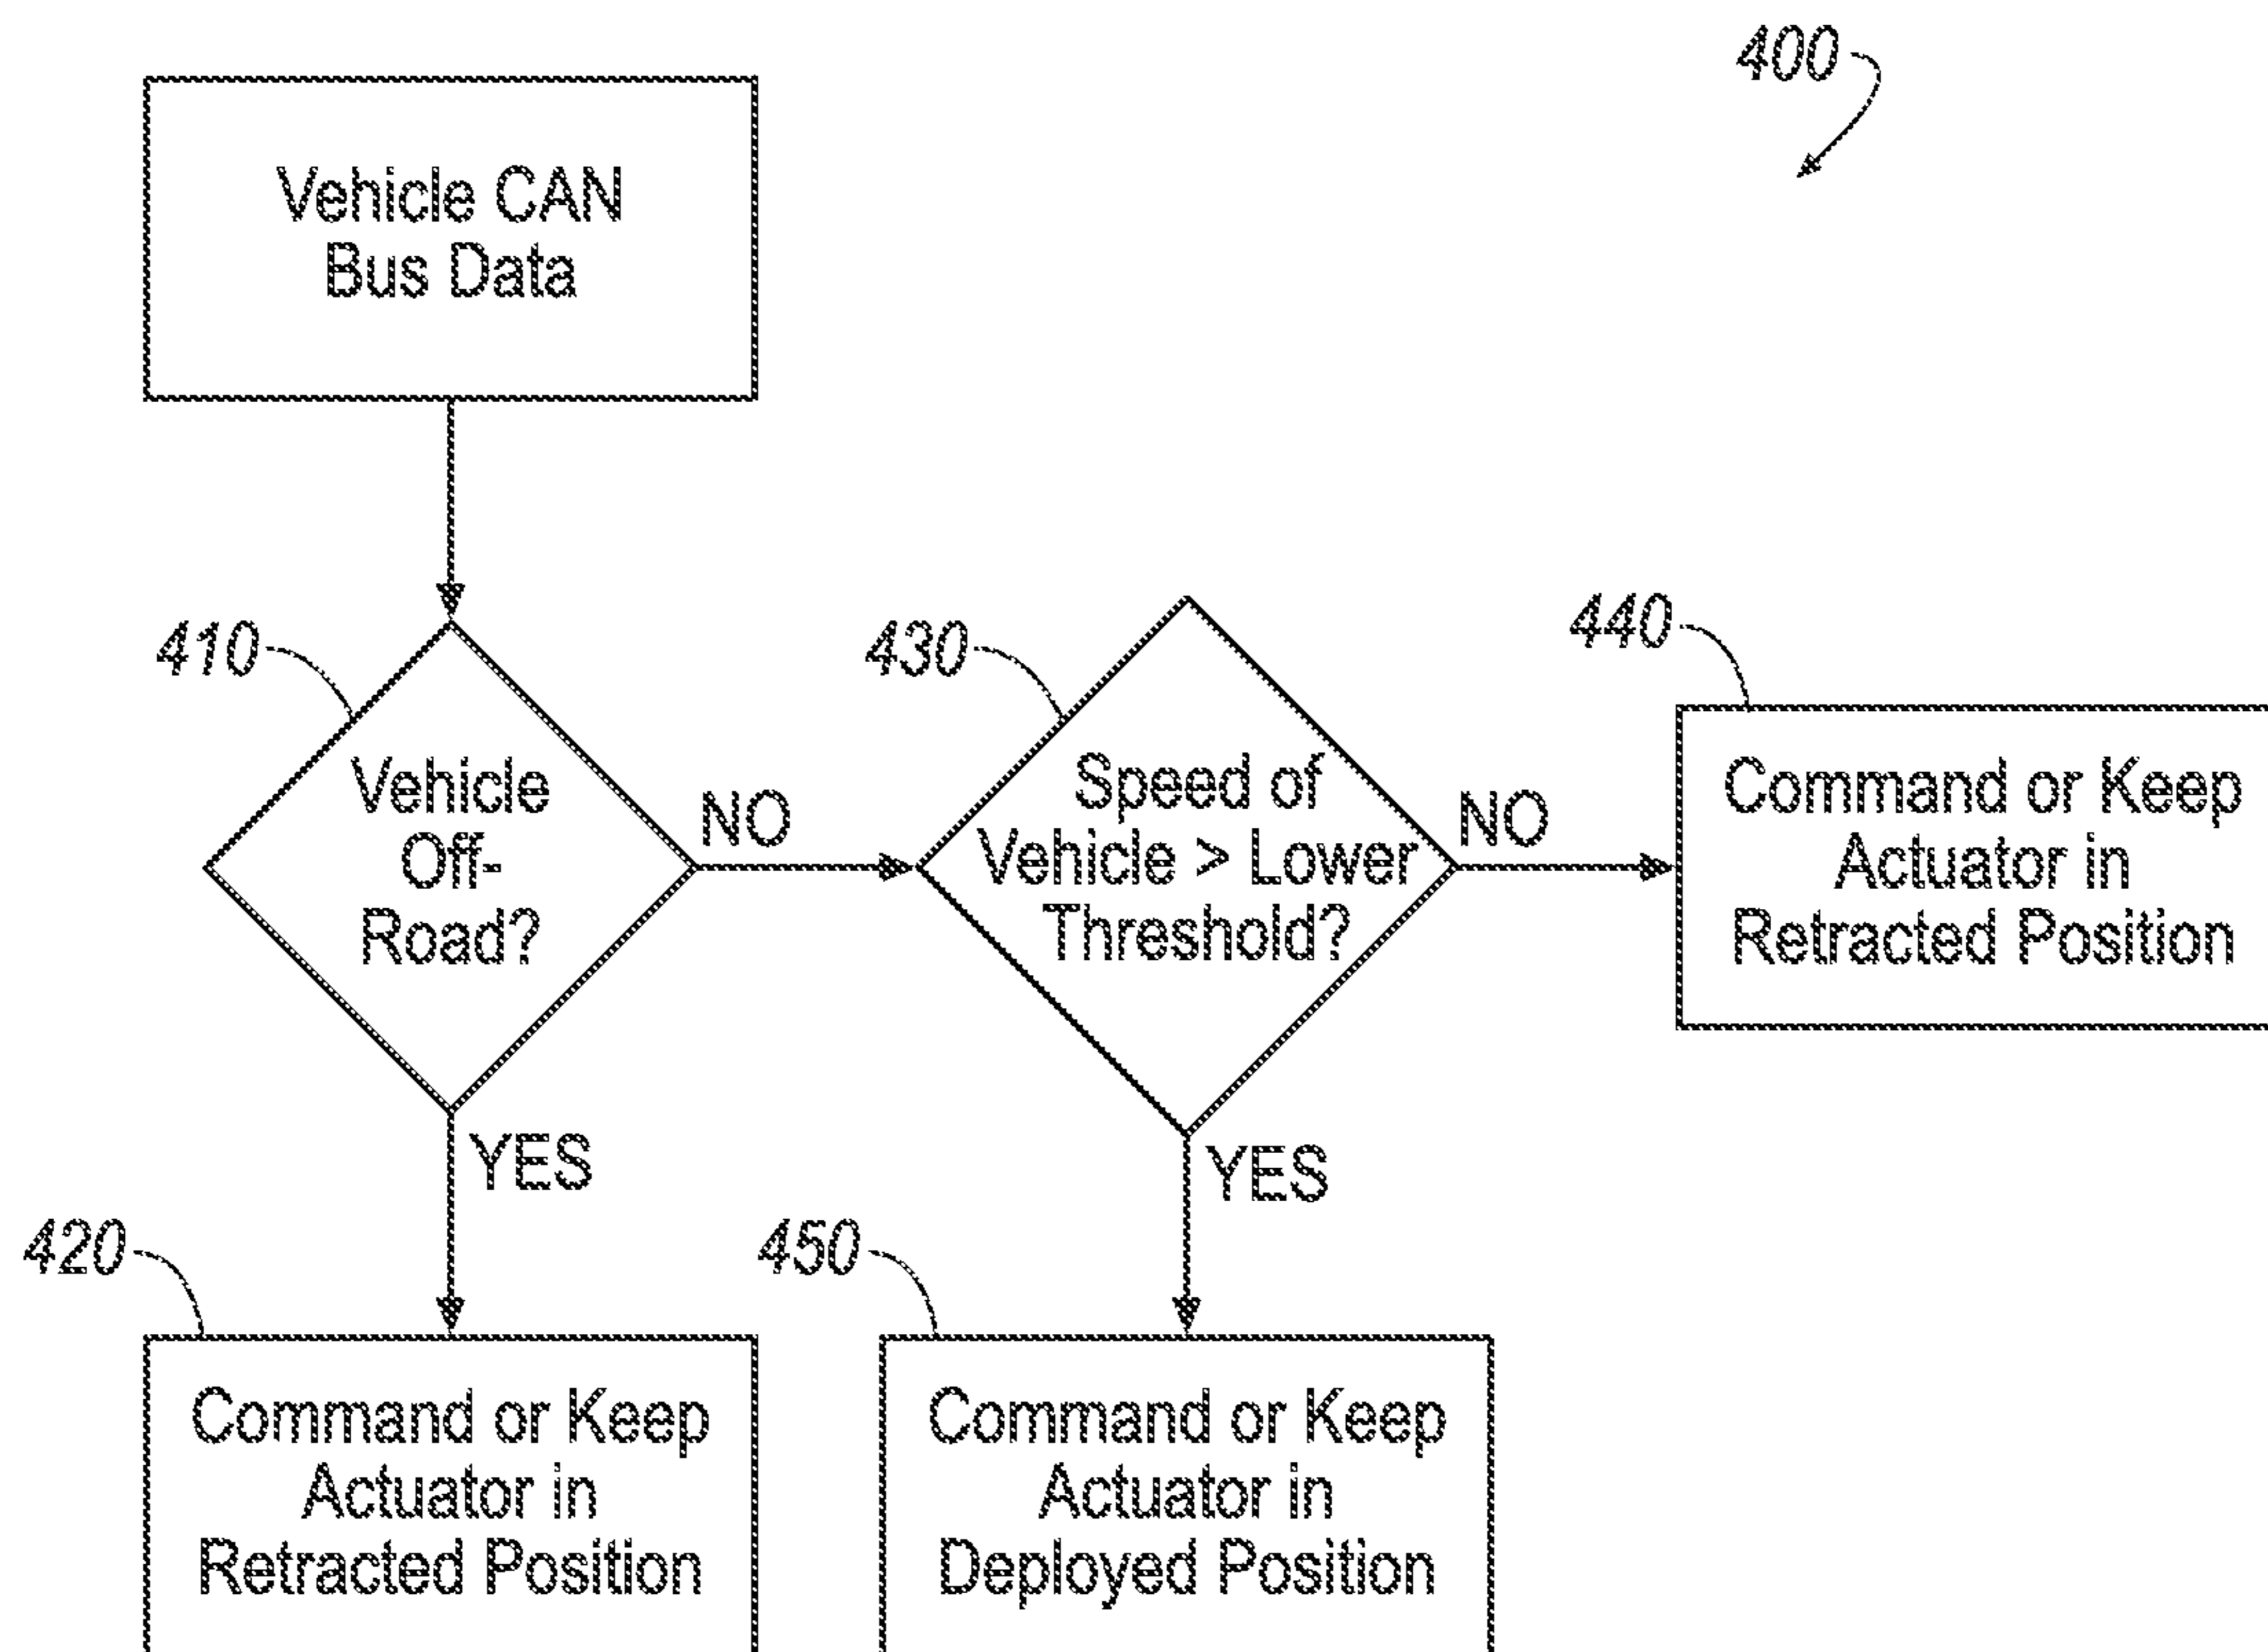 400
Vehicle CAN
Bus Data
410
Vehicle
Off-
Road?
NO
430
Speed of
Vehicle > Lower
Threshold?
NO
440
Command or Keep
Actuator in
Retracted Position
YES
YES
420
Command or Keep
Actuator in
Retracted Position
450
Command or Keep
Actuator in
Deployed Position